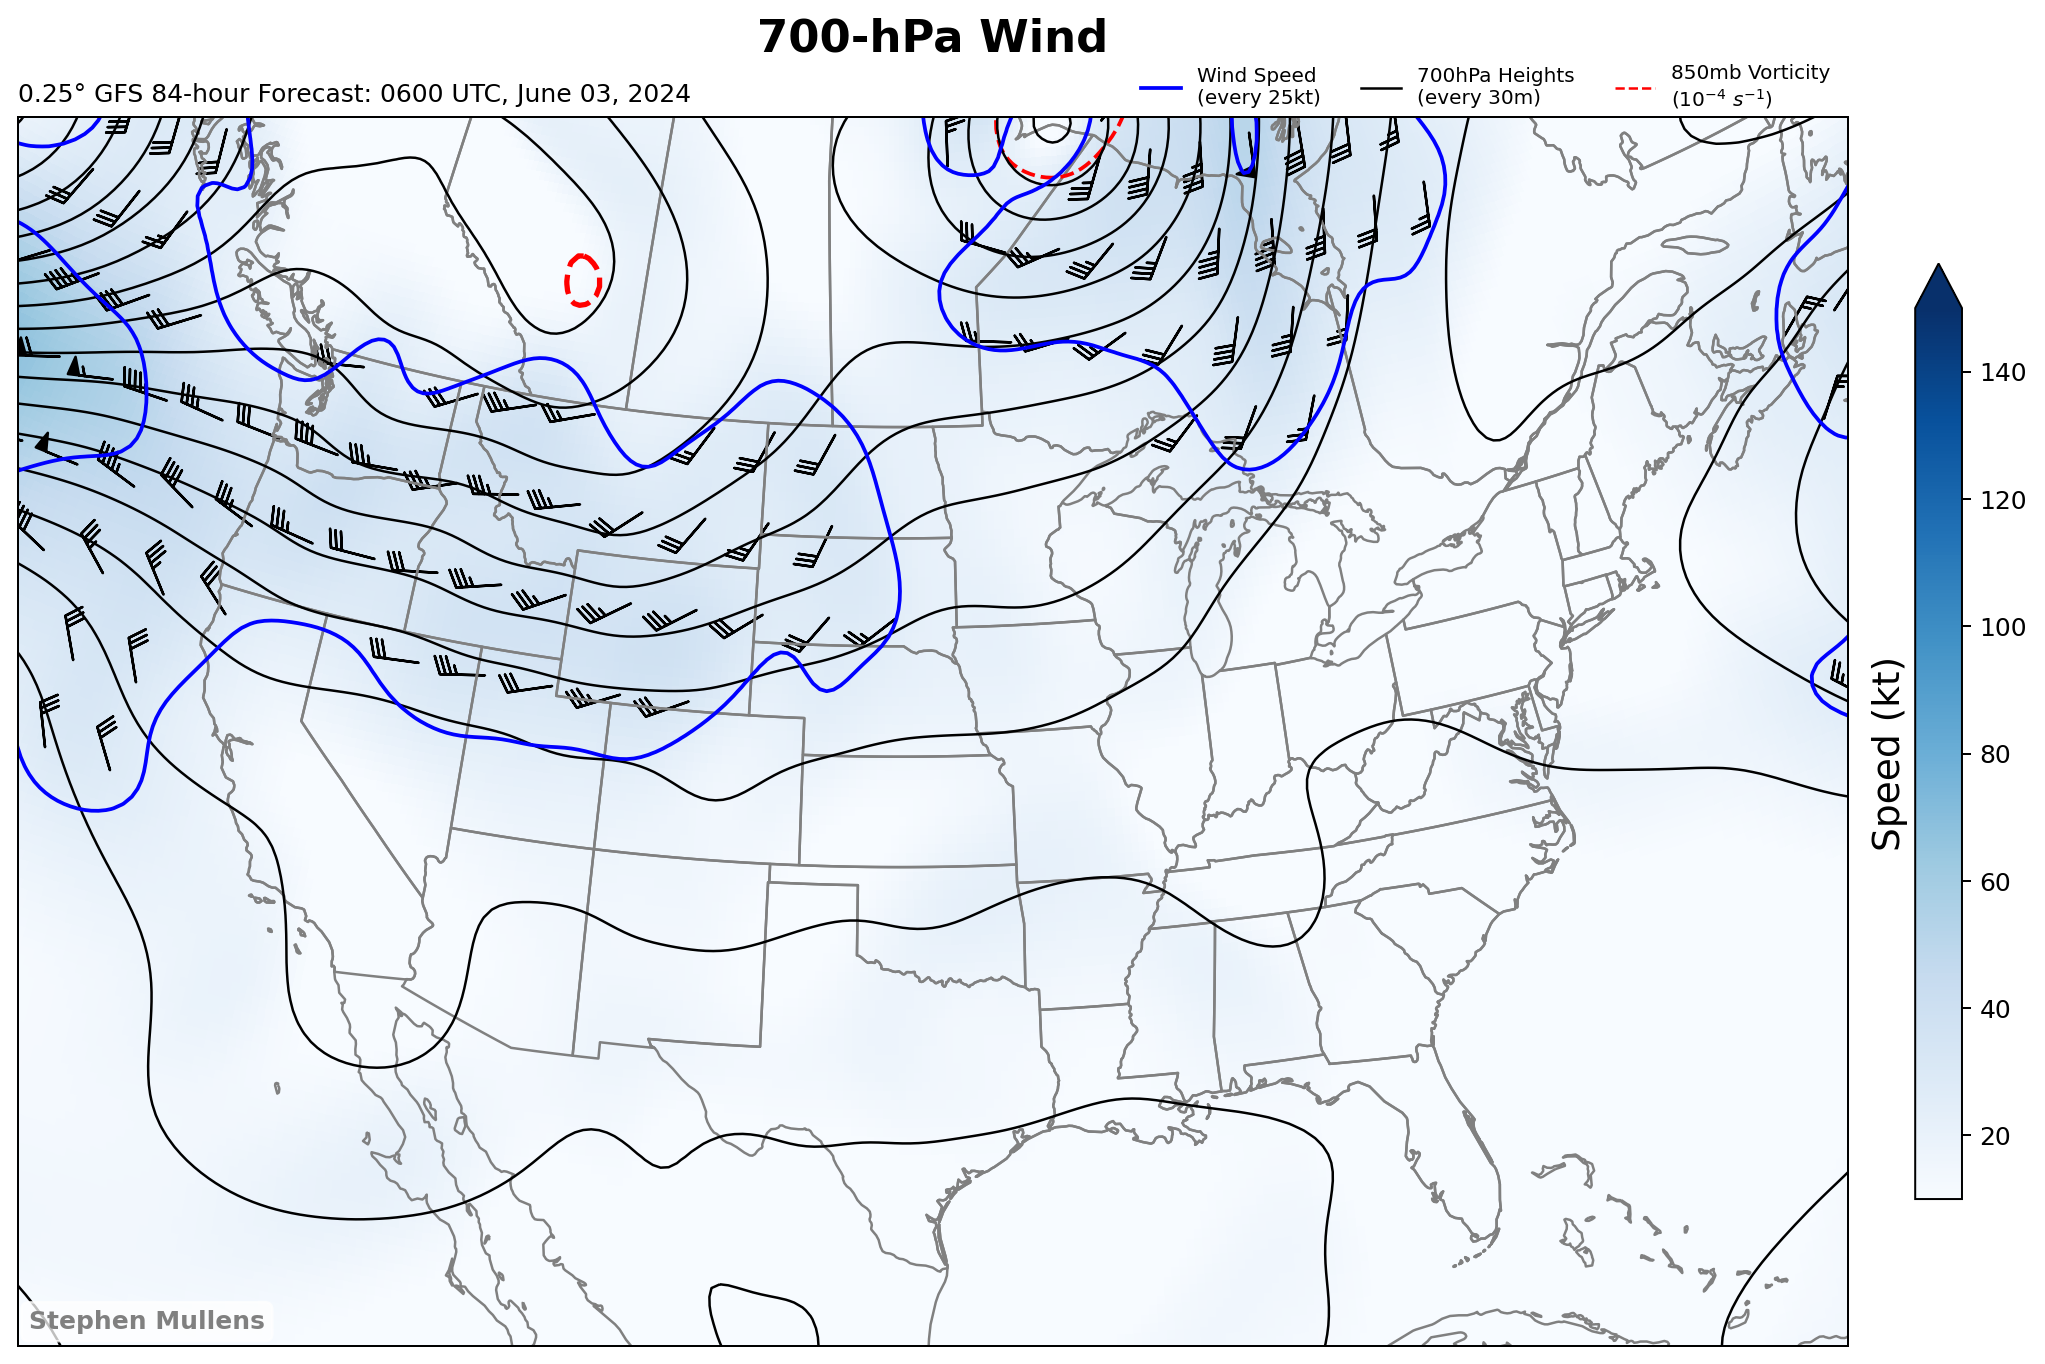 700-hPa Wind
0.25° GFS 84-hour Forecast: 0600 UTC, June 03, 2024
Wind Speed
(every 25kt)
700hPa Heights
(every 30m)
850mb Vorticity
(10⁻⁴ s⁻¹)
140
120
100
80
60
40
20
Speed (kt)
Stephen Mullens